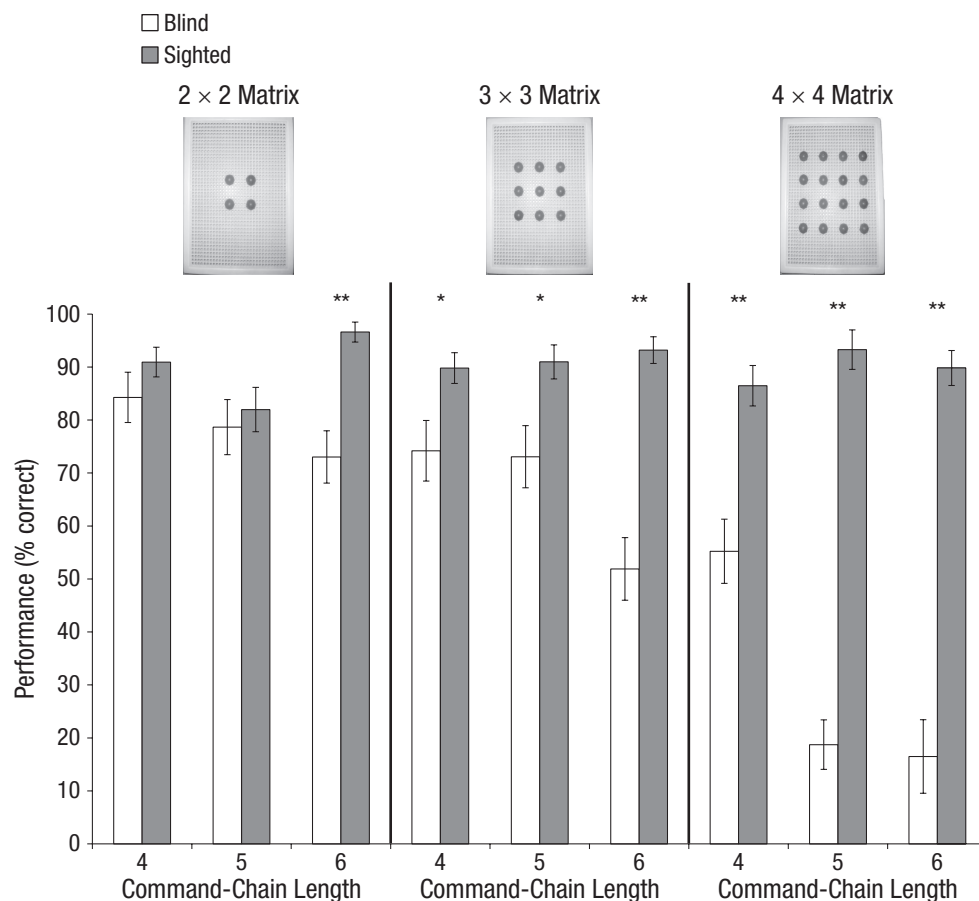 Blind
Sighted
2 × 2 Matrix
3 × 3 Matrix
4 × 4 Matrix
** * * ** ** ** **
100
90
80
70
60
50
40
30
20
10
0
Performance (% correct)
4 5 6 4 5 6 4 5 6
Command-Chain Length Command-Chain Length Command-Chain Length